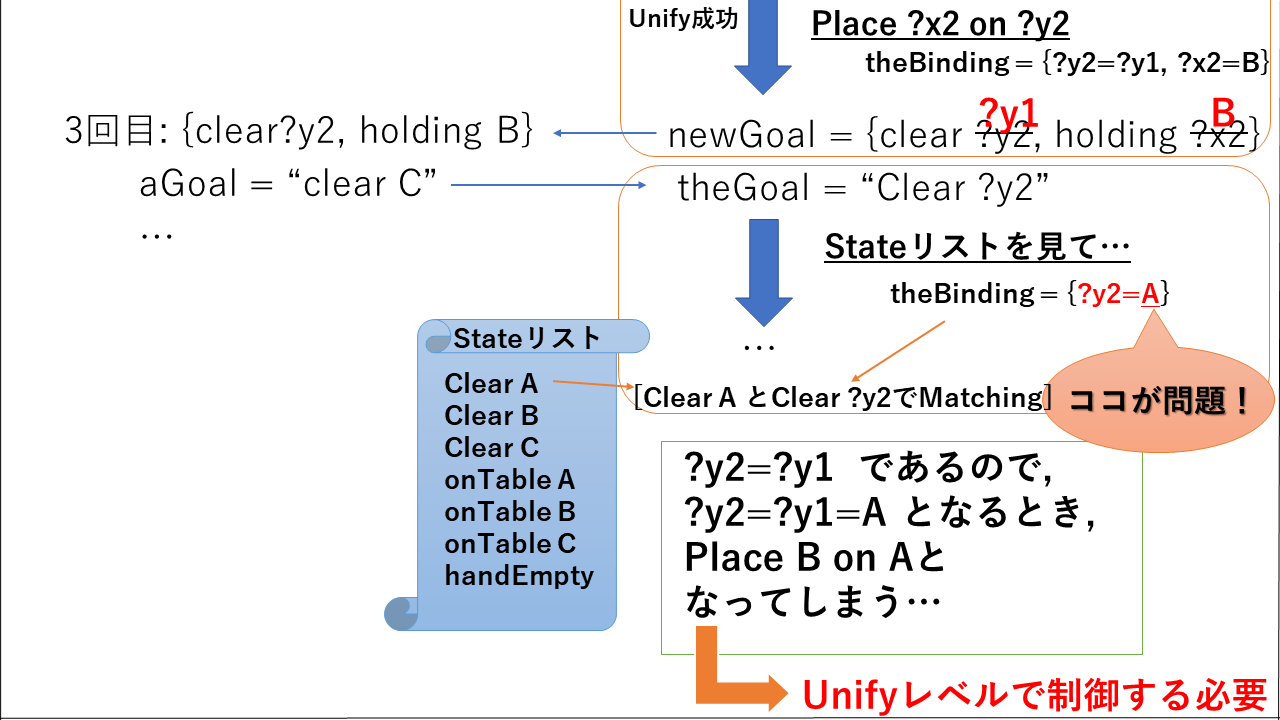 Unify成功
Place ?x2 on ?y2
theBinding = {?y2=?y1, ?x2=B}
?y1 B
3回目: {clear?y2, holding B}
newGoal = {clear ?y2, holding ?x2}
aGoal = “clear C”
theGoal = “Clear ?y2”
…
Stateリストを見て…
theBinding = {?y2=A}
…
[Clear A とClear ?y2でMatching]
ココが問題！
Stateリスト
Clear A
Clear B
Clear C
onTable A
onTable B
onTable C
handEmpty
?y2=?y1 であるので,
?y2=?y1=A となるとき,
Place B on Aと
なってしまう…
Unifyレベルで制御する必要